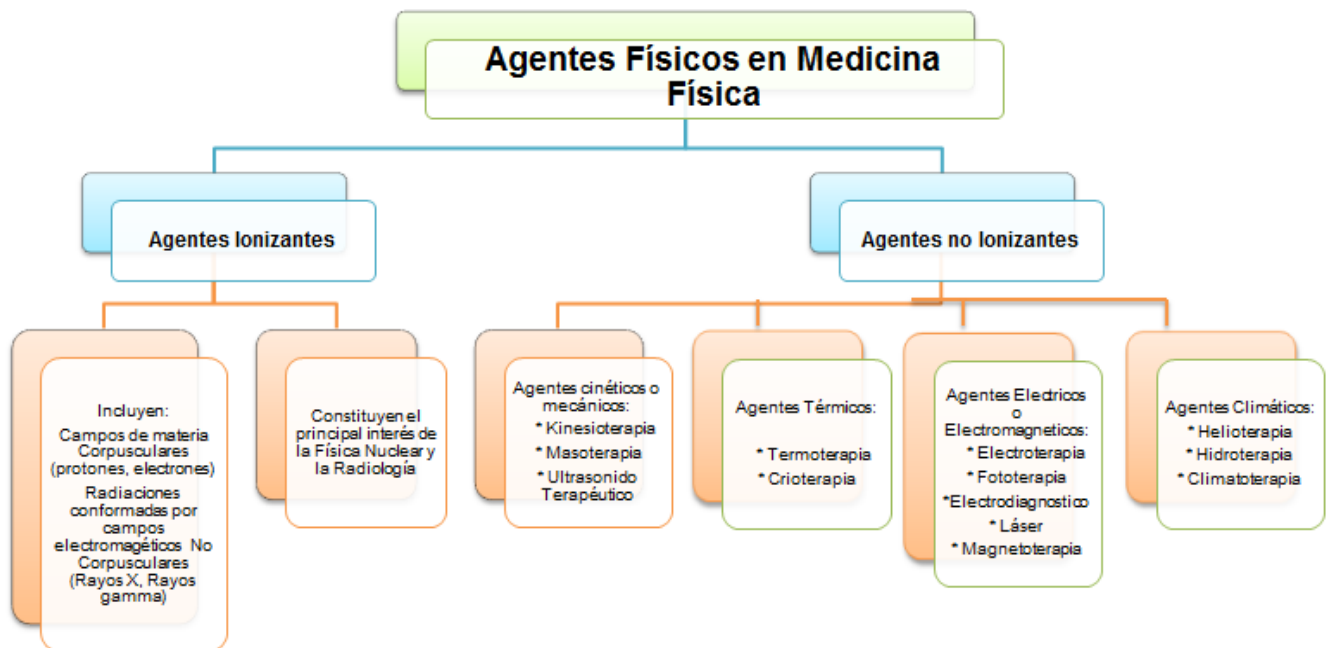 Agentes Físicos en Medicina
Física
Agentes Ionizantes
Agentes no Ionizantes
Incluyen:
Campos de materia
Corpusculares
(protones, electrones)
Radiaciones
conformadas por
campos
electromagéticos No
Corpusculares
(Rayos X, Rayos
gamma)
Constituyen el
principal interés de
la Física Nuclear y
la Radiología
Agentes cinéticos o
mecánicos:
* Kinesioterapia
* Masoterapia
* Ultrasonido
Terapéutico
Agentes Térmicos:
* Termoterapia
* Crioterapia
Agentes Electricos
o
Electromagneticos:
* Electroterapia
* Fototerapia
*Electrodiagnostico
* Láser
* Magnetoterapia
Agentes Climáticos:
* Helioterapia
* Hidroterapia
* Climatoterapia